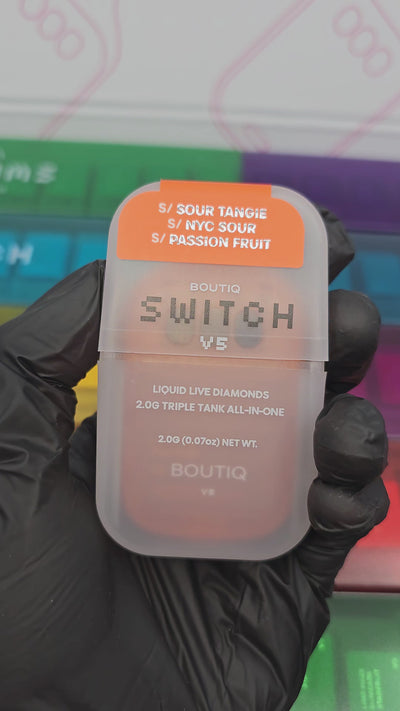 S/ SOUR TANGIE
S/ NYC SOUR
S/ PASSION FRUIT
BOUTIQ
SWITCH
V5
LIQUID LIVE DIAMONDS
2.0G TRIPLE TANK ALL-IN-ONE
2.0G (0.07oz) NET WT.
BOUTIQ